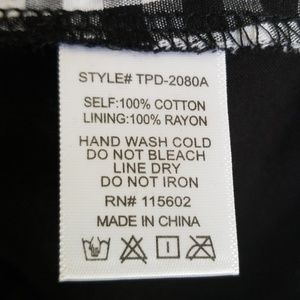 STYLE# TPD-2080A
SELF:100% COTTON
LINING:100% RAYON
HAND WASH COLD
DO NOT BLEACH
LINE DRY
DO NOT IRON
RN# 115602
MADE IN CHINA